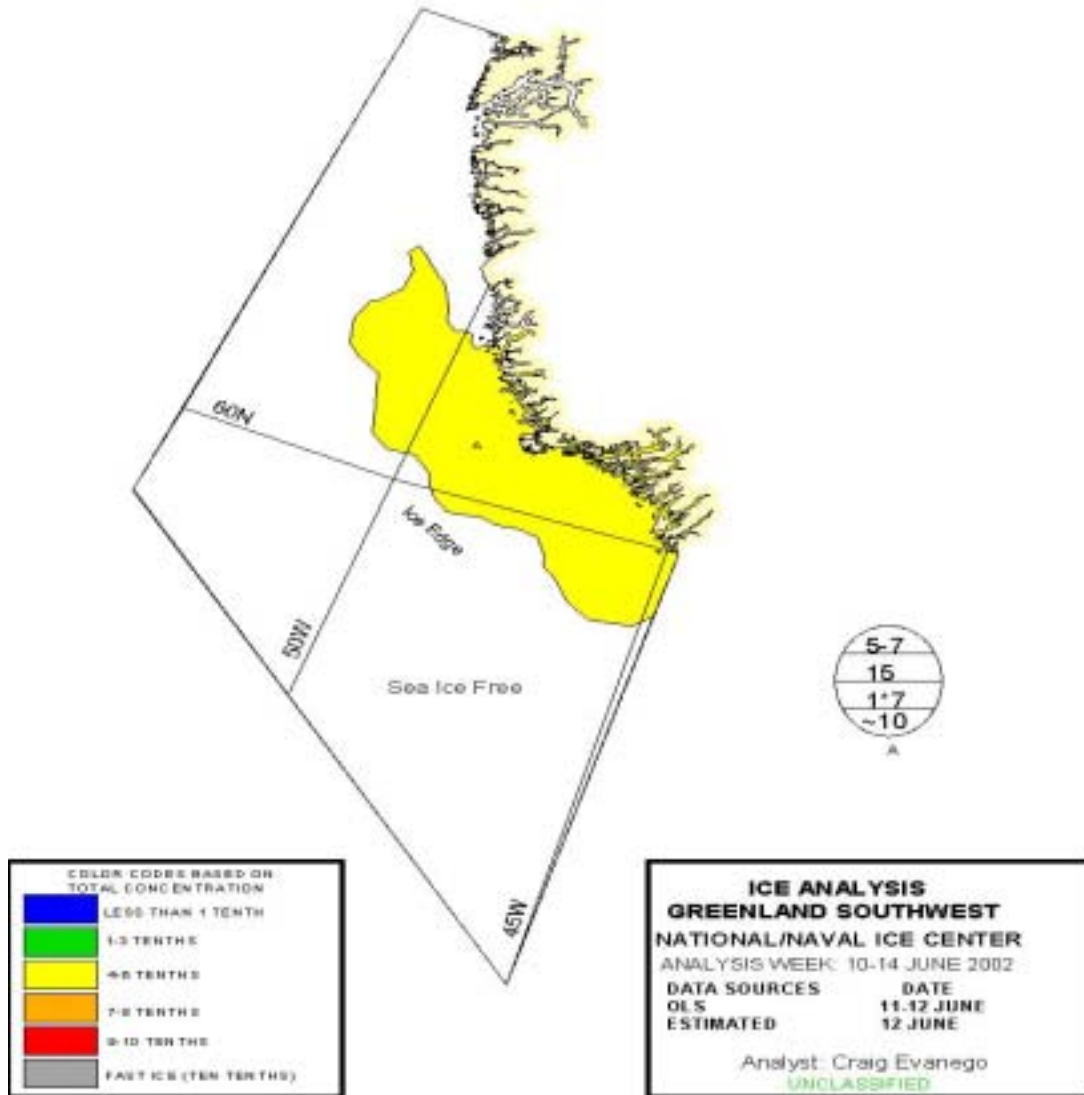 60N
Ice Edge
50W
Sea Ice Free
45W
A
5-7
15
1*7
~10
A
COLOR CODES BASED ON
TOTAL CONCENTRATION
LESS THAN 1 TENTH
1-3 TENTHS
4-6 TENTHS
7-8 TENTHS
9-10 TENTHS
FAST ICE (TEN TENTHS)
ICE ANALYSIS
GREENLAND SOUTHWEST
NATIONAL/NAVAL ICE CENTER
ANALYSIS WEEK: 10-14 JUNE 2002
DATA SOURCES DATE
OLS 11-12 JUNE
ESTIMATED 12 JUNE
Analyst: Craig Evanego
UNCLASSIFIED